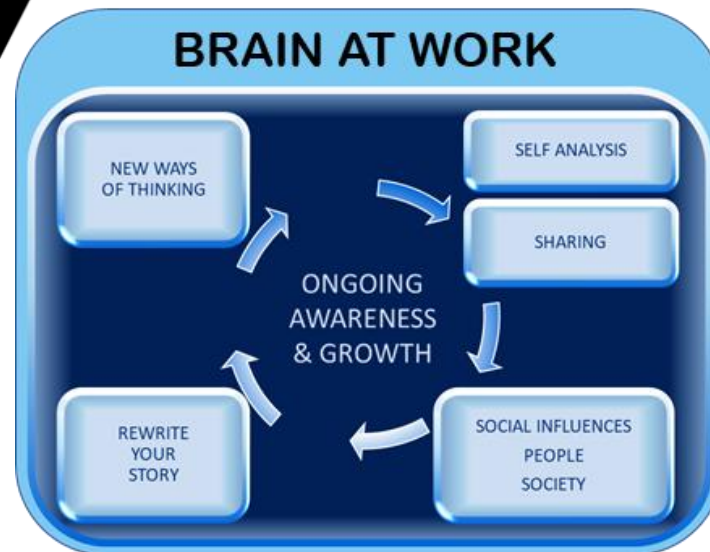 BRAIN AT WORK
NEW WAYS
OF THINKING
SELF ANALYSIS
SHARING
ONGOING
AWARENESS
& GROWTH
REWRITE
YOUR
STORY
SOCIAL INFLUENCES
PEOPLE
SOCIETY